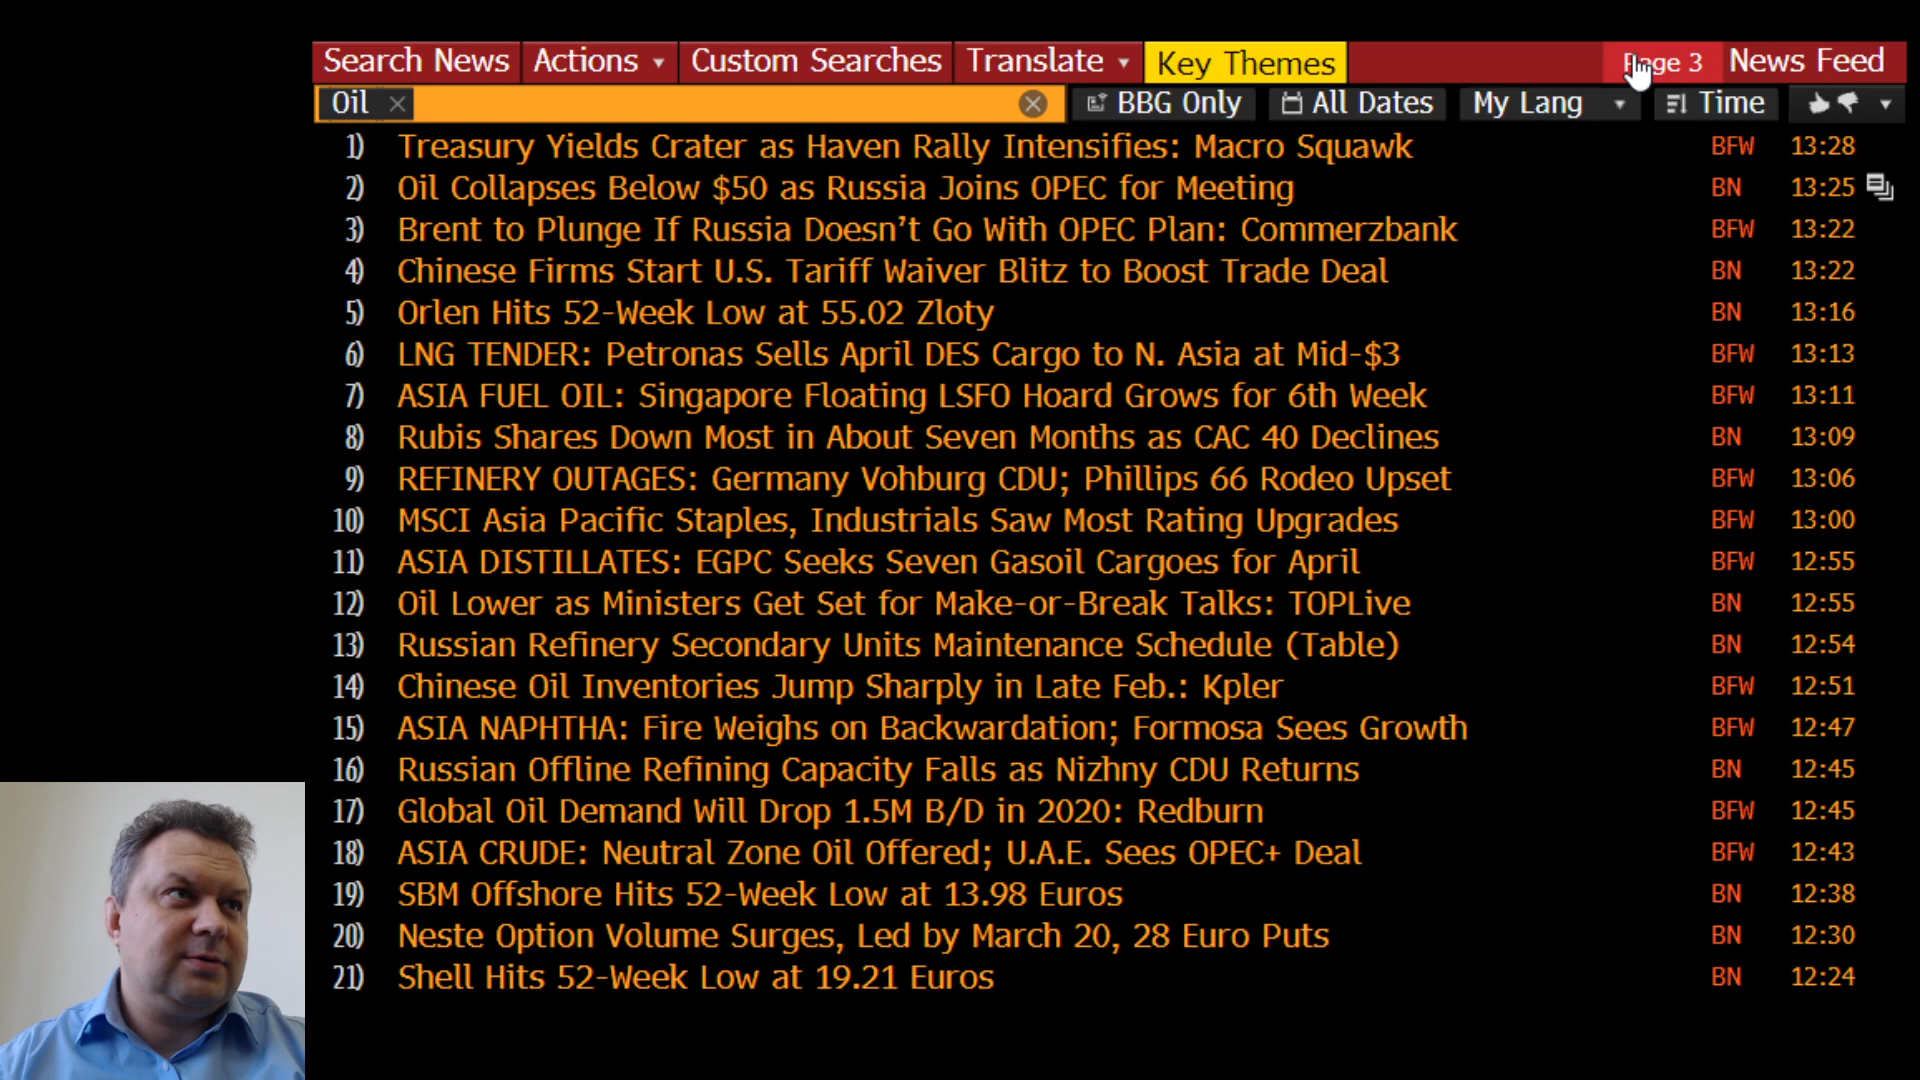 Search News Actions Custom Searches Translate Key Themes Page 3 News Feed
Oil BBG Only All Dates My Lang Time
1) Treasury Yields Crater as Haven Rally Intensifies: Macro Squawk BFW 13:28
2) Oil Collapses Below $50 as Russia Joins OPEC for Meeting BN 13:25
3) Brent to Plunge If Russia Doesn't Go With OPEC Plan: Commerzbank BFW 13:22
4) Chinese Firms Start U.S. Tariff Waiver Blitz to Boost Trade Deal BN 13:22
5) Orlen Hits 52-Week Low at 55.02 Zloty BN 13:16
6) LNG TENDER: Petronas Sells April DES Cargo to N. Asia at Mid-$3 BFW 13:13
7) ASIA FUEL OIL: Singapore Floating LSFO Hoard Grows for 6th Week BFW 13:11
8) Rubis Shares Down Most in About Seven Months as CAC 40 Declines BN 13:09
9) REFINERY OUTAGES: Germany Vohburg CDU; Phillips 66 Rodeo Upset BFW 13:06
10) MSCI Asia Pacific Staples, Industrials Saw Most Rating Upgrades BFW 13:00
11) ASIA DISTILLATES: EGPC Seeks Seven Gasoil Cargoes for April BFW 12:55
12) Oil Lower as Ministers Get Set for Make-or-Break Talks: TOPLive BN 12:55
13) Russian Refinery Secondary Units Maintenance Schedule (Table) BN 12:54
14) Chinese Oil Inventories Jump Sharply in Late Feb.: Kpler BFW 12:51
15) ASIA NAPHTHA: Fire Weighs on Backwardation; Formosa Sees Growth BFW 12:47
16) Russian Offline Refining Capacity Falls as Nizhny CDU Returns BN 12:45
17) Global Oil Demand Will Drop 1.5M B/D in 2020: Redburn BFW 12:45
18) ASIA CRUDE: Neutral Zone Oil Offered; U.A.E. Sees OPEC+ Deal BFW 12:43
19) SBM Offshore Hits 52-Week Low at 13.98 Euros BN 12:38
20) Neste Option Volume Surges, Led by March 20, 28 Euro Puts BN 12:30
21) Shell Hits 52-Week Low at 19.21 Euros BN 12:24